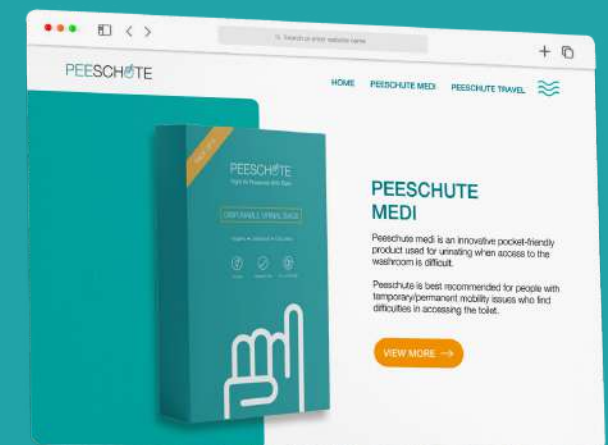 Search or enter website name
PEESCHUTE
HOME PEESCHUTE MEDI PEESCHUTE TRAVEL
PEESCHUTE
DISPOSABLE URINE BAGS
PEESCHUTE
MEDI
Peeschute medi is an innovative pocket-friendly
product used for urinating when access to the
washroom is difficult.
Peeschute is best recommended for people with
temporary/permanent mobility issues who find
difficulties in accessing the toilet.
VIEW MORE